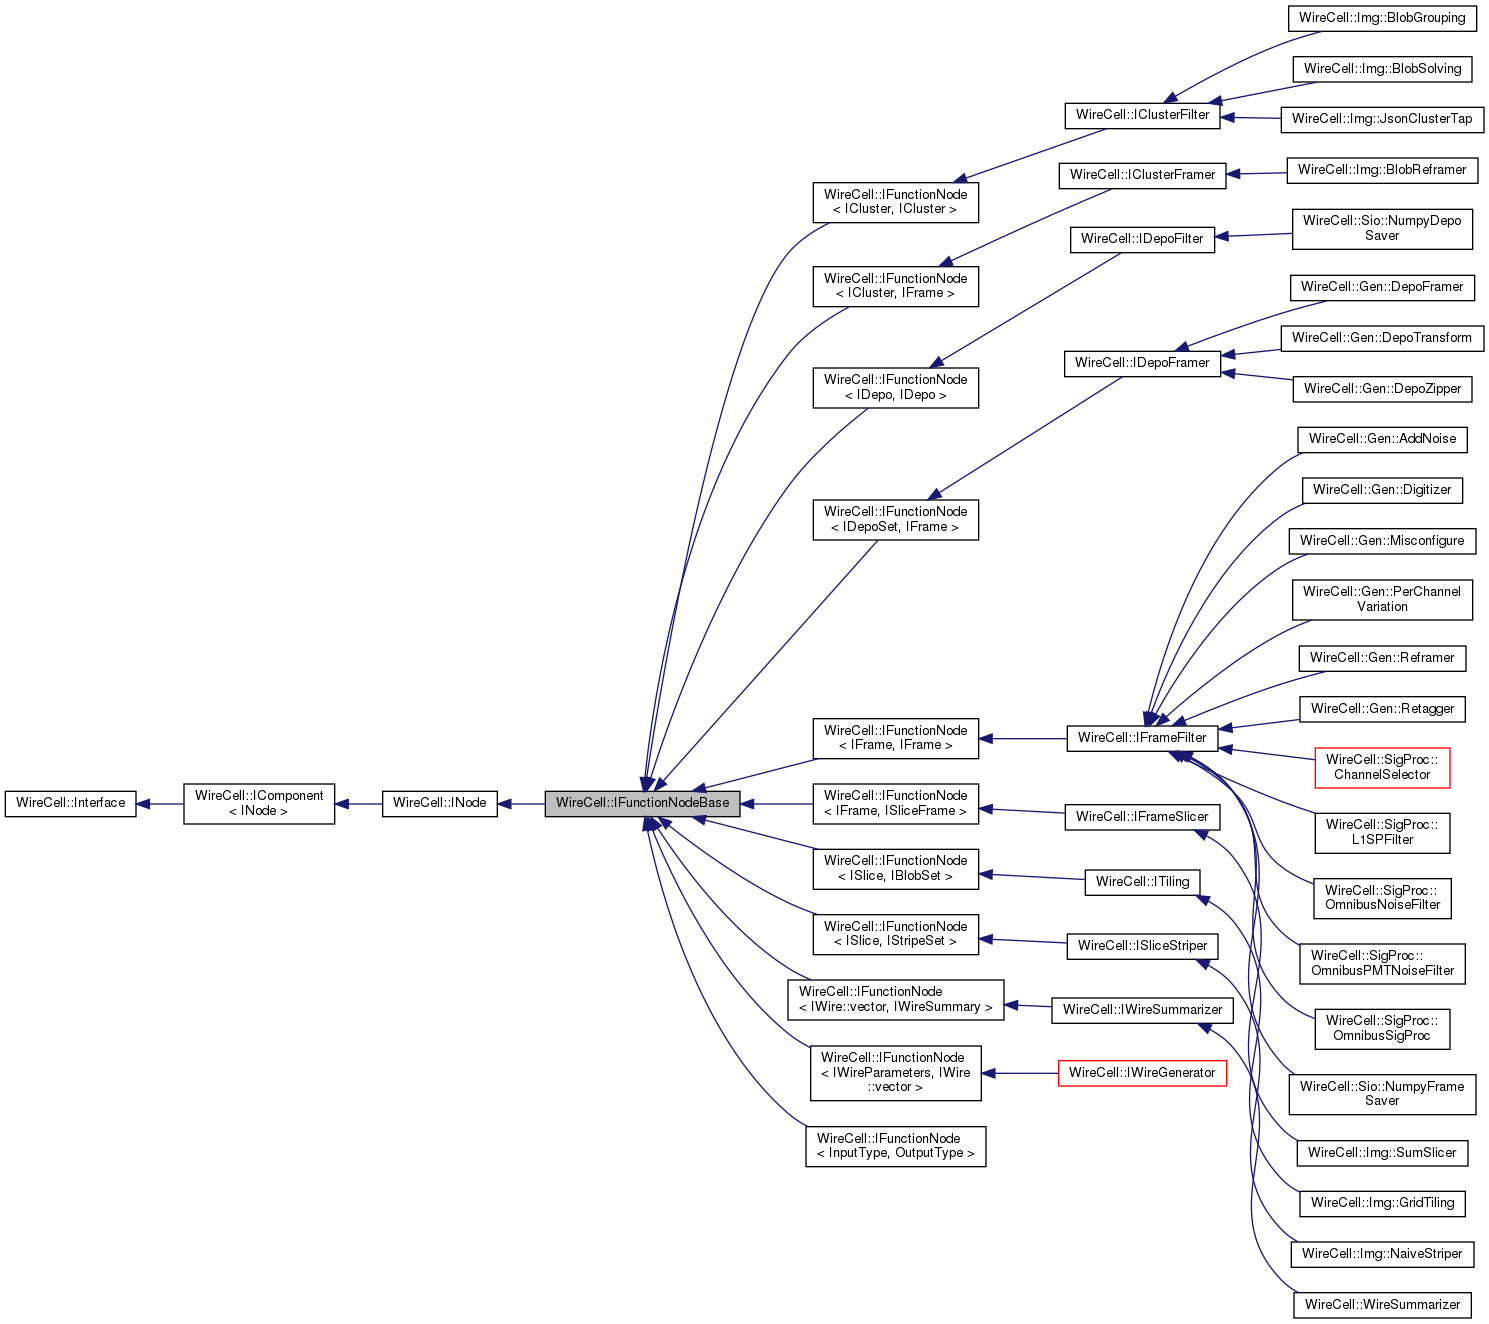 WireCell::Interface
WireCell::IComponent
< INode >
WireCell::INode
WireCell::IFunctionNodeBase
WireCell::IFunctionNode
< ICluster, ICluster >
WireCell::IFunctionNode
< ICluster, IFrame >
WireCell::IFunctionNode
< IDepo, IDepo >
WireCell::IFunctionNode
< IDepoSet, IFrame >
WireCell::IFunctionNode
< IFrame, IFrame >
WireCell::IFunctionNode
< IFrame, ISliceFrame >
WireCell::IFunctionNode
< ISlice, IBlobSet >
WireCell::IFunctionNode
< ISlice, IStripeSet >
WireCell::IFunctionNode
< IWire::vector, IWireSummary >
WireCell::IFunctionNode
< IWireParameters, IWire
::vector >
WireCell::IFunctionNode
< InputType, OutputType >
WireCell::IClusterFilter
WireCell::IClusterFramer
WireCell::IDepoFilter
WireCell::IDepoFramer
WireCell::IFrameFilter
WireCell::IFrameSlicer
WireCell::ITiling
WireCell::ISliceStriper
WireCell::IWireSummarizer
WireCell::IWireGenerator
WireCell::Img::BlobGrouping
WireCell::Img::BlobSolving
WireCell::Img::JsonClusterTap
WireCell::Img::BlobReframer
WireCell::Sio::NumpyDepo
Saver
WireCell::Gen::DepoFramer
WireCell::Gen::DepoTransform
WireCell::Gen::DepoZipper
WireCell::Gen::AddNoise
WireCell::Gen::Digitizer
WireCell::Gen::Misconfigure
WireCell::Gen::PerChannel
Variation
WireCell::Gen::Reframer
WireCell::Gen::Retagger
WireCell::SigProc::
ChannelSelector
WireCell::SigProc::
L1SPFilter
WireCell::SigProc::
OmnibusNoiseFilter
WireCell::SigProc::
OmnibusPMTNoiseFilter
WireCell::SigProc::
OmnibusSigProc
WireCell::Sio::NumpyFrame
Saver
WireCell::Img::SumSlicer
WireCell::Img::GridTiling
WireCell::Img::NaiveStriper
WireCell::WireSummarizer